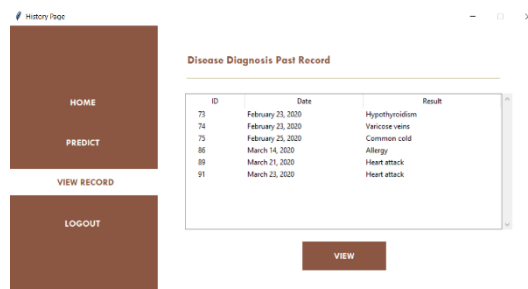 History Page
HOME
PREDICT
VIEW RECORD
LOGOUT
Disease Diagnosis Past Record
ID Date Result
73 February 23, 2020 Hypothyroidism
74 February 23, 2020 Varicose veins
75 February 25, 2020 Common cold
86 March 14, 2020 Allergy
89 March 21, 2020 Heart attack
91 March 23, 2020 Heart attack
VIEW